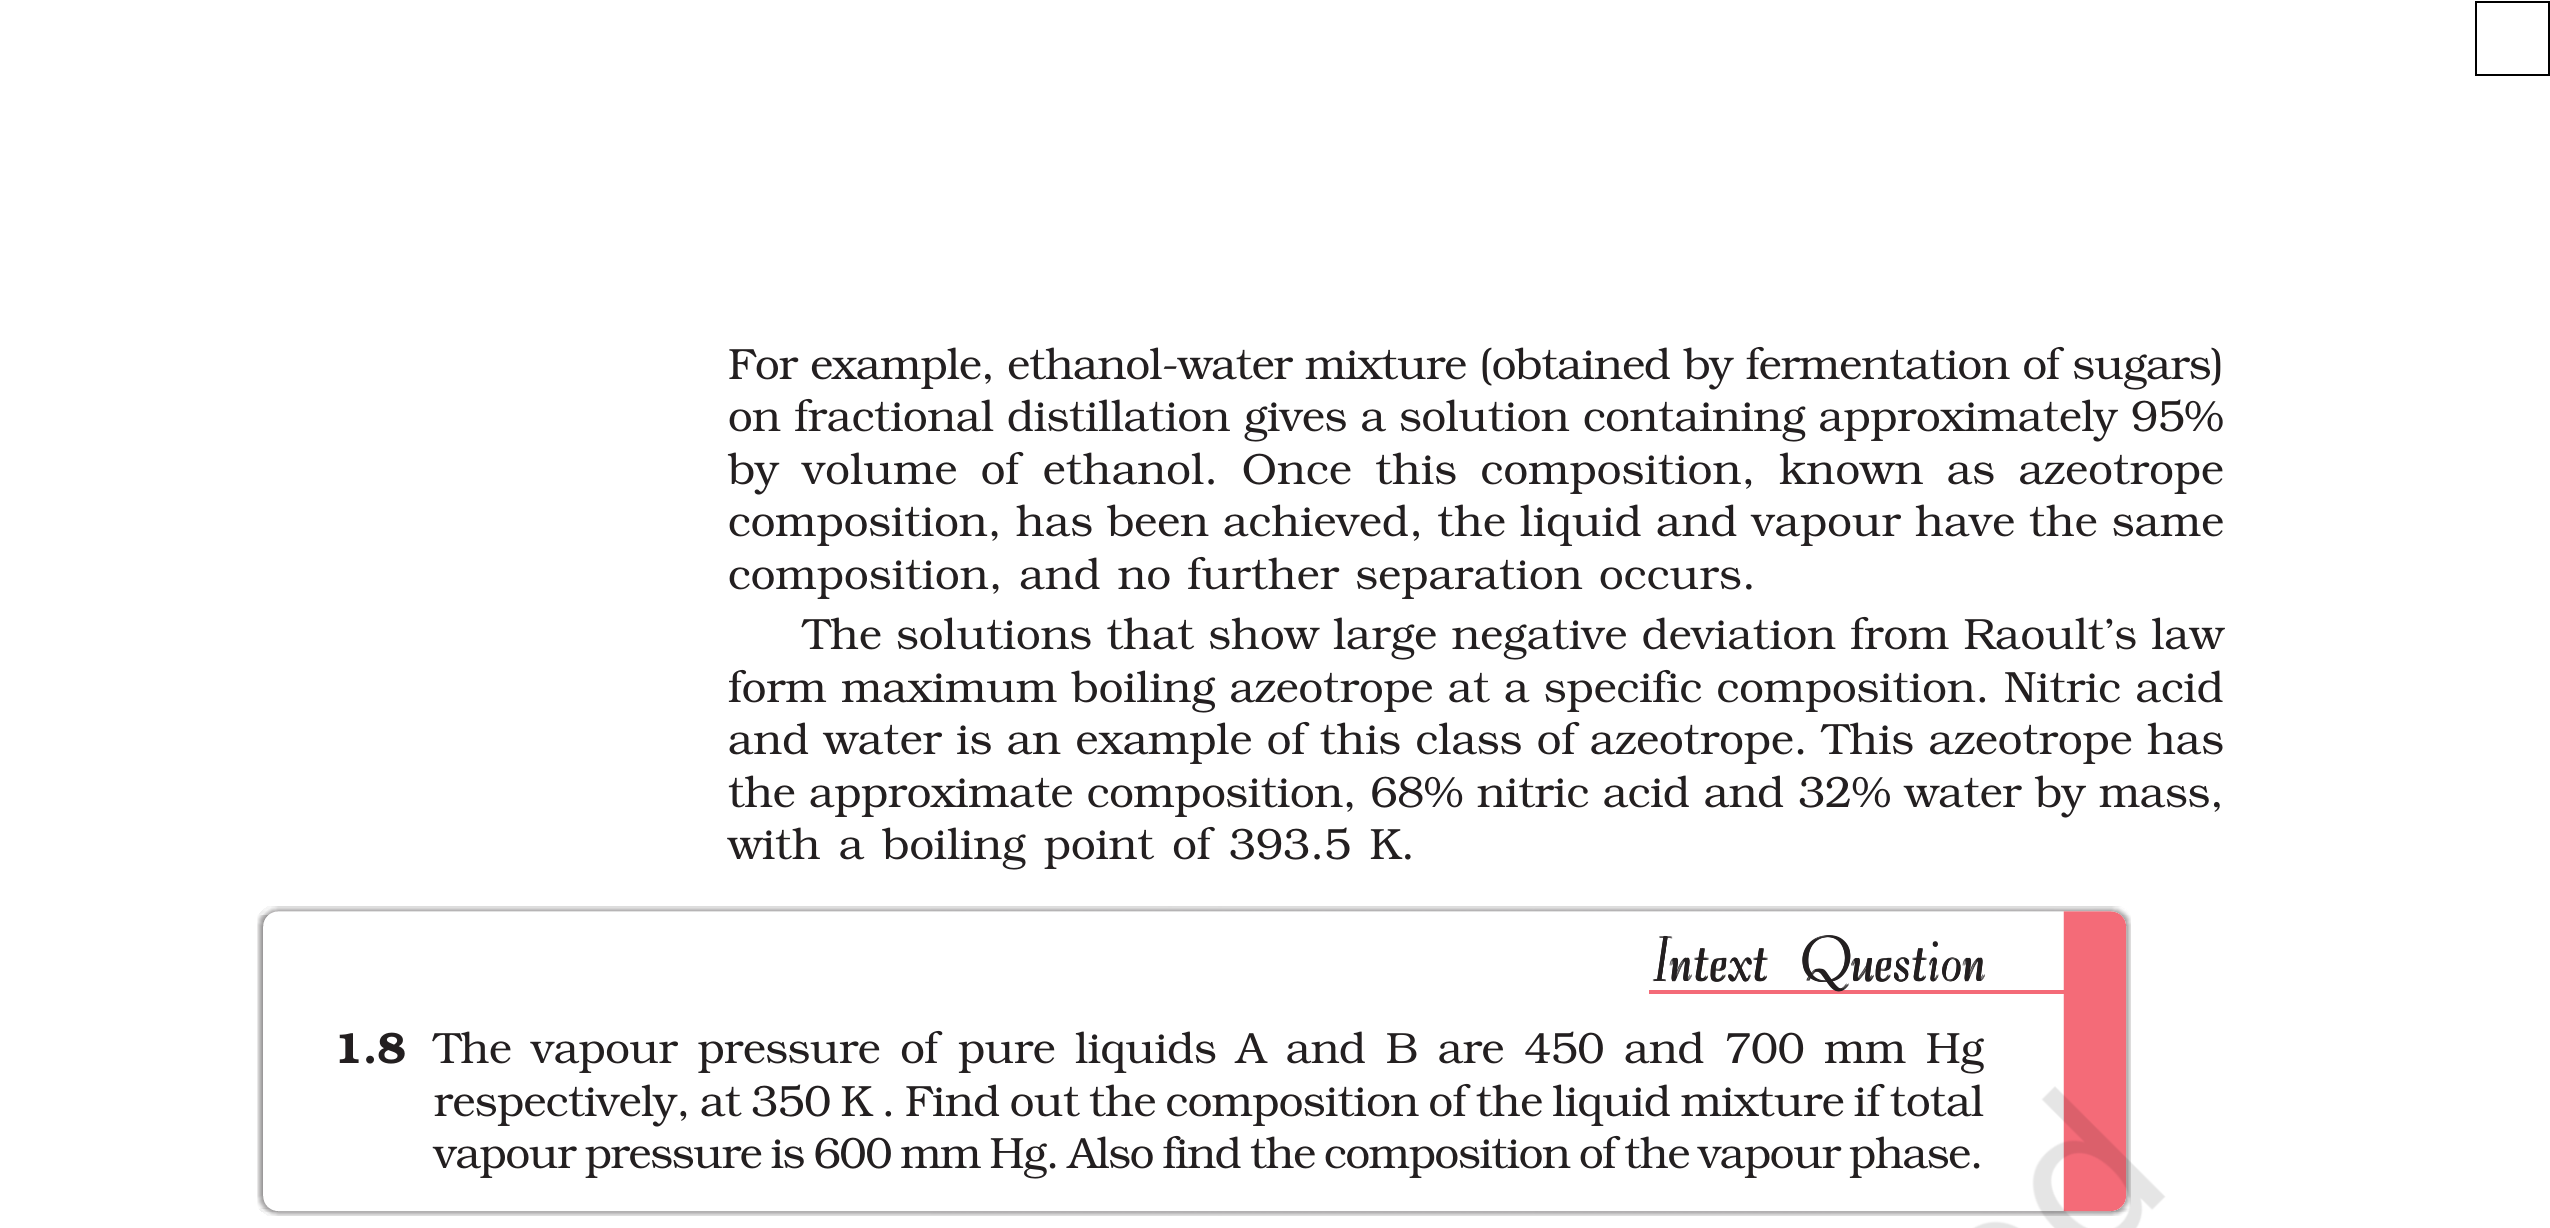 For example, ethanol-water mixture (obtained by fermentation of sugars)
on fractional distillation gives a solution containing approximately 95%
by volume of ethanol. Once this composition, known as azeotrope
composition, has been achieved, the liquid and vapour have the same
composition, and no further separation occurs.
The solutions that show large negative deviation from Raoult’s law
form maximum boiling azeotrope at a specific composition. Nitric acid
and water is an example of this class of azeotrope. This azeotrope has
the approximate composition, 68% nitric acid and 32% water by mass,
with a boiling point of 393.5 K.
Intext Question
1.8 The vapour pressure of pure liquids A and B are 450 and 700 mm Hg
respectively, at 350 K . Find out the composition of the liquid mixture if total
vapour pressure is 600 mm Hg. Also find the composition of the vapour phase.